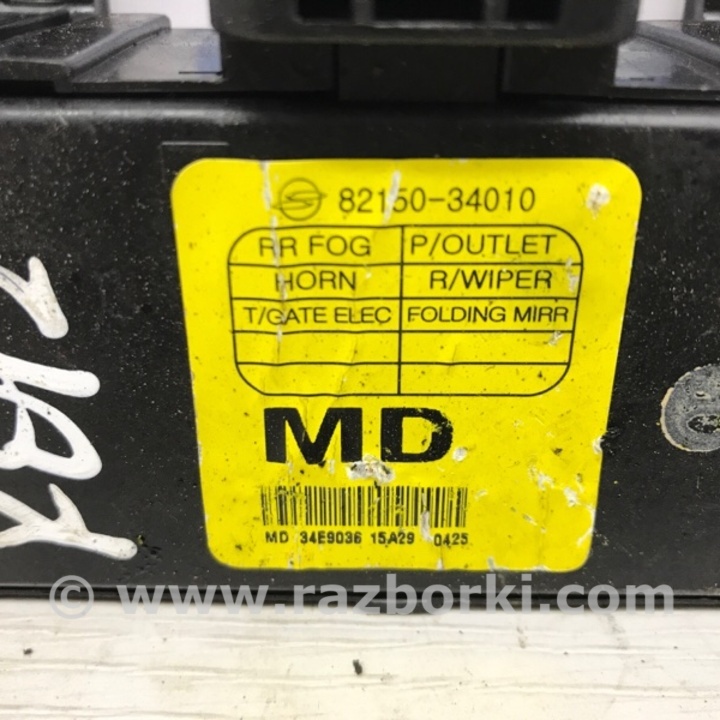 82150-34010
RR FOG P/OUTLET
HORN R/WIPER
T/GATE ELEC FOLDING MIRR
MD
MD 34E9036 15A29 0425
© www.razborki.com